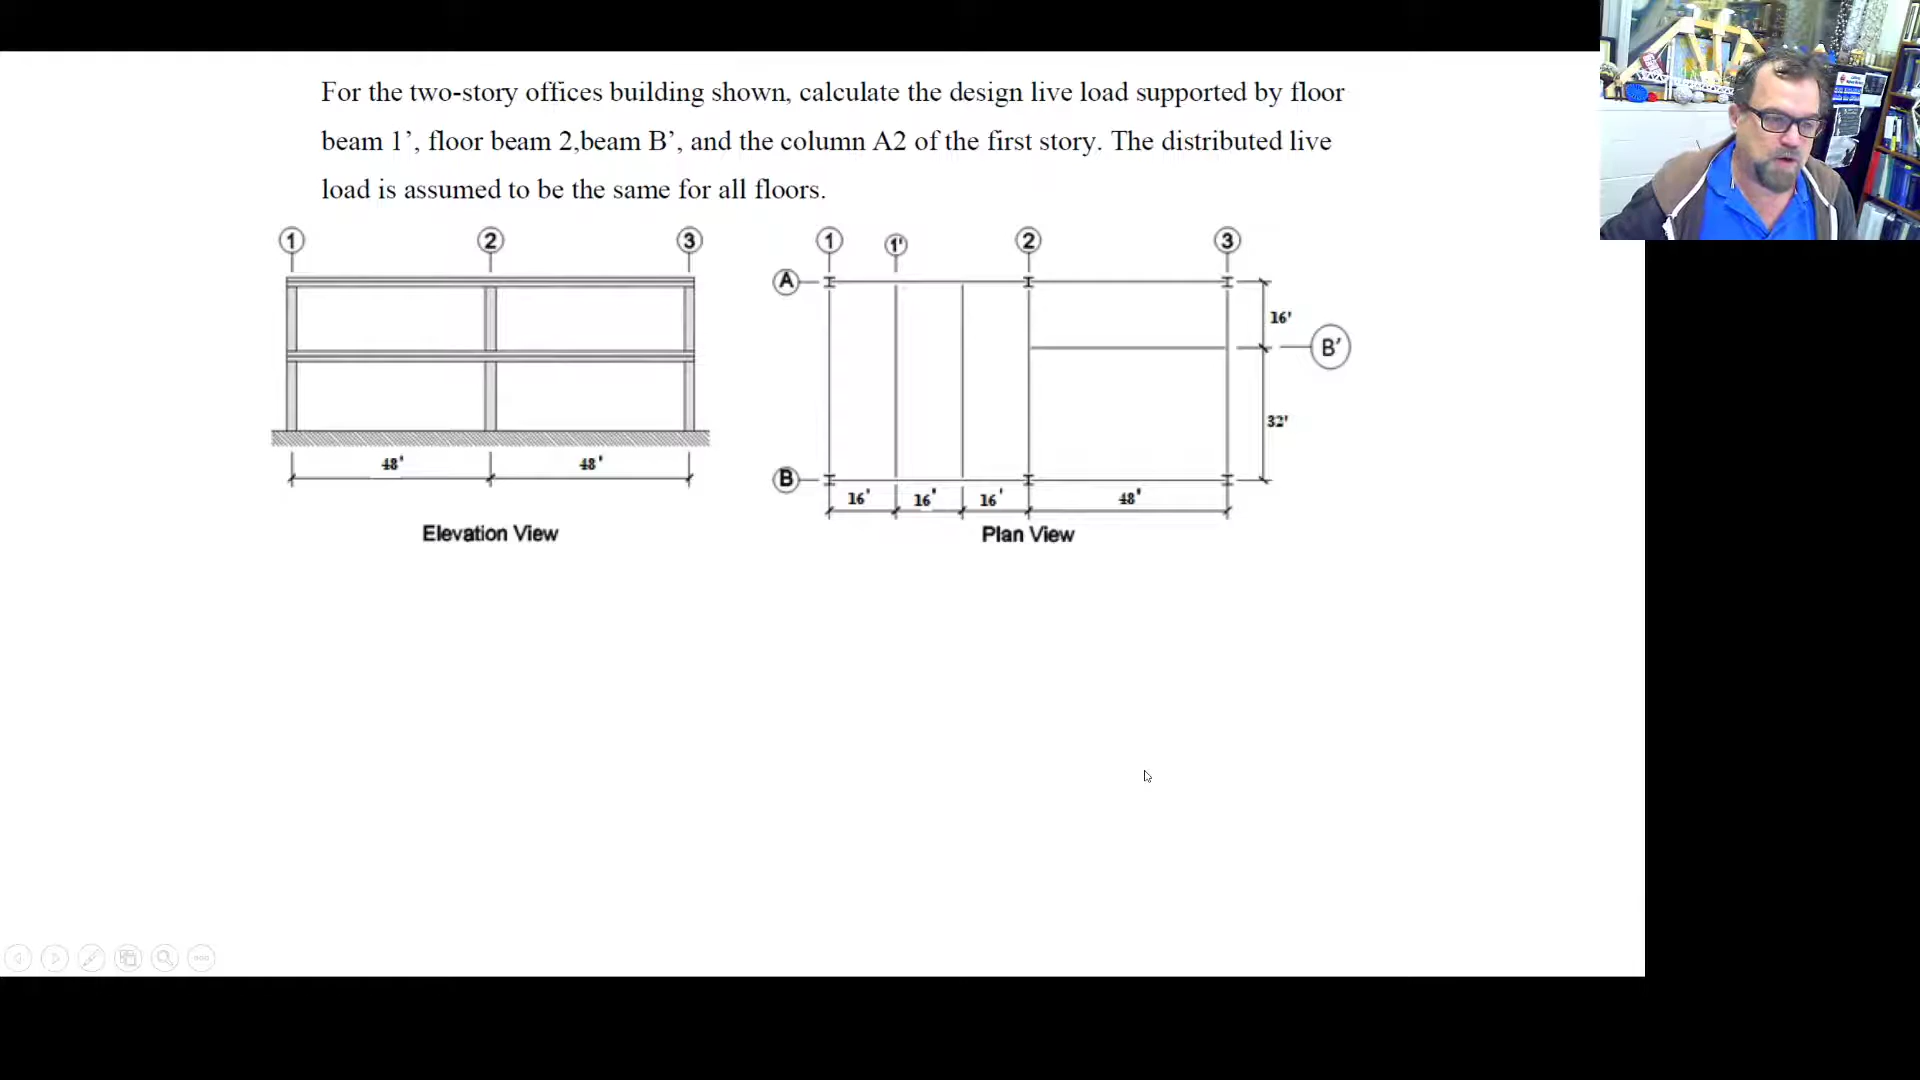 For the two-story offices building shown, calculate the design live load supported by floor
beam 1’, floor beam 2,beam B’, and the column A2 of the first story. The distributed live
load is assumed to be the same for all floors.
1 2 3
48' 48'
Elevation View
1 1' 2 3
A
16'
B′
32'
B
16' 16' 16' 48'
Plan View